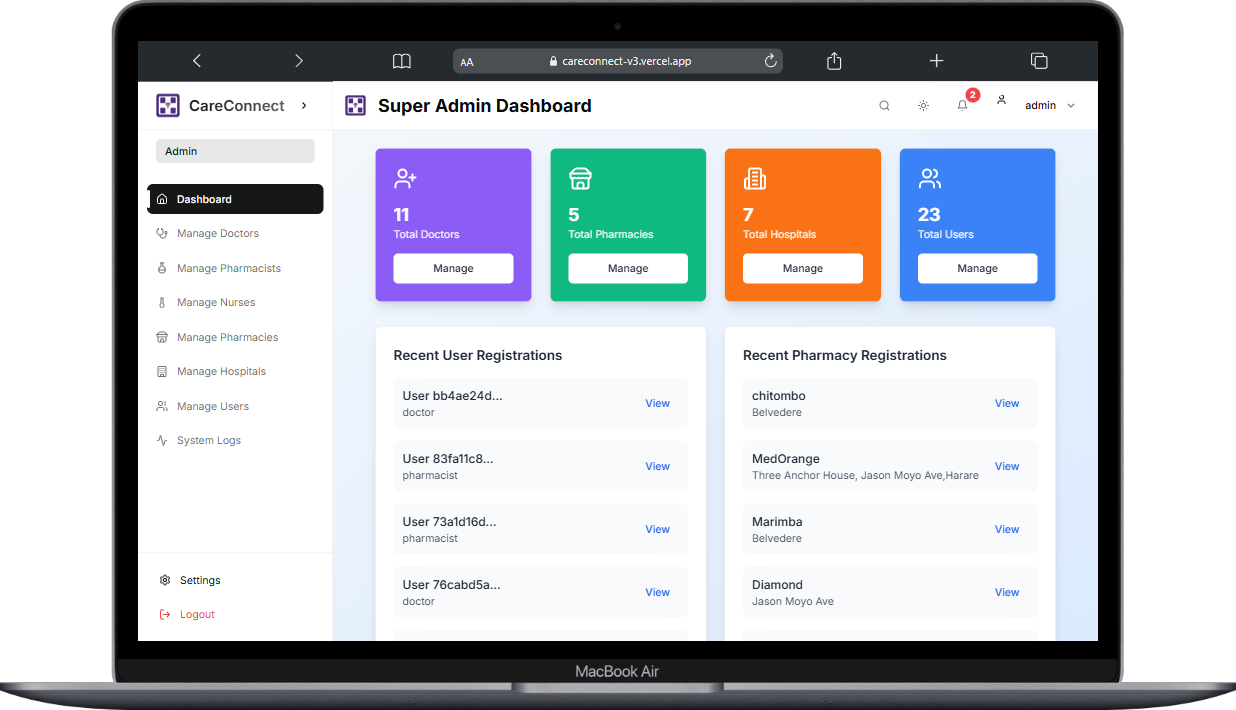 AA
careconnect-v3.vercel.app
CareConnect
Super Admin Dashboard
2
admin
Admin
Dashboard
Manage Doctors
Manage Pharmacists
Manage Nurses
Manage Pharmacies
Manage Hospitals
Manage Users
System Logs
Settings
Logout
11
Total Doctors
Manage
5
Total Pharmacies
Manage
7
Total Hospitals
Manage
23
Total Users
Manage
Recent User Registrations
User bb4ae24d...
doctor
View
User 83fa11c8...
pharmacist
View
User 73a1d16d...
pharmacist
View
User 76cabd5a...
doctor
View
Recent Pharmacy Registrations
chitombo
Belvedere
View
MedOrange
Three Anchor House, Jason Moyo Ave,Harare
View
Marimba
Belvedere
View
Diamond
Jason Moyo Ave
View
MacBook Air